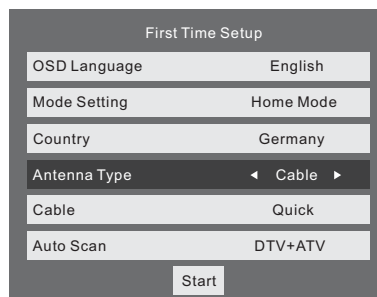 First Time Setup
OSD Language English
Mode Setting Home Mode
Country Germany
Antenna Type ◄ Cable ►
Cable Quick
Auto Scan DTV+ATV
Start